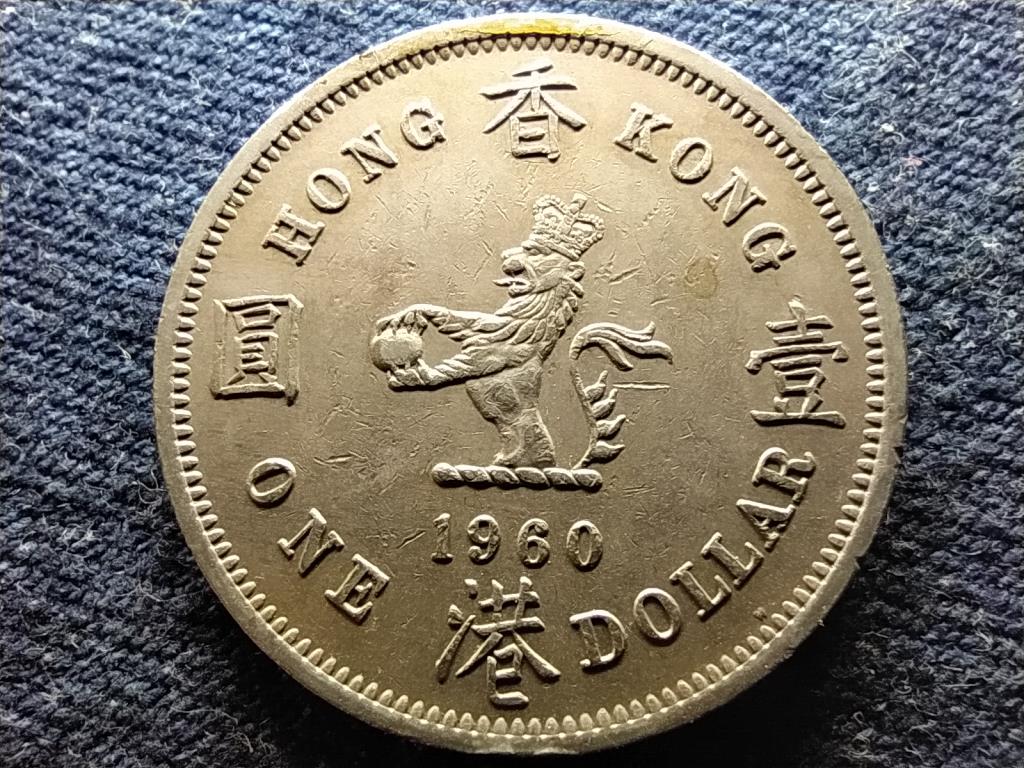 HONG KONG
香
港
壹
圓
1960
ONE DOLLAR